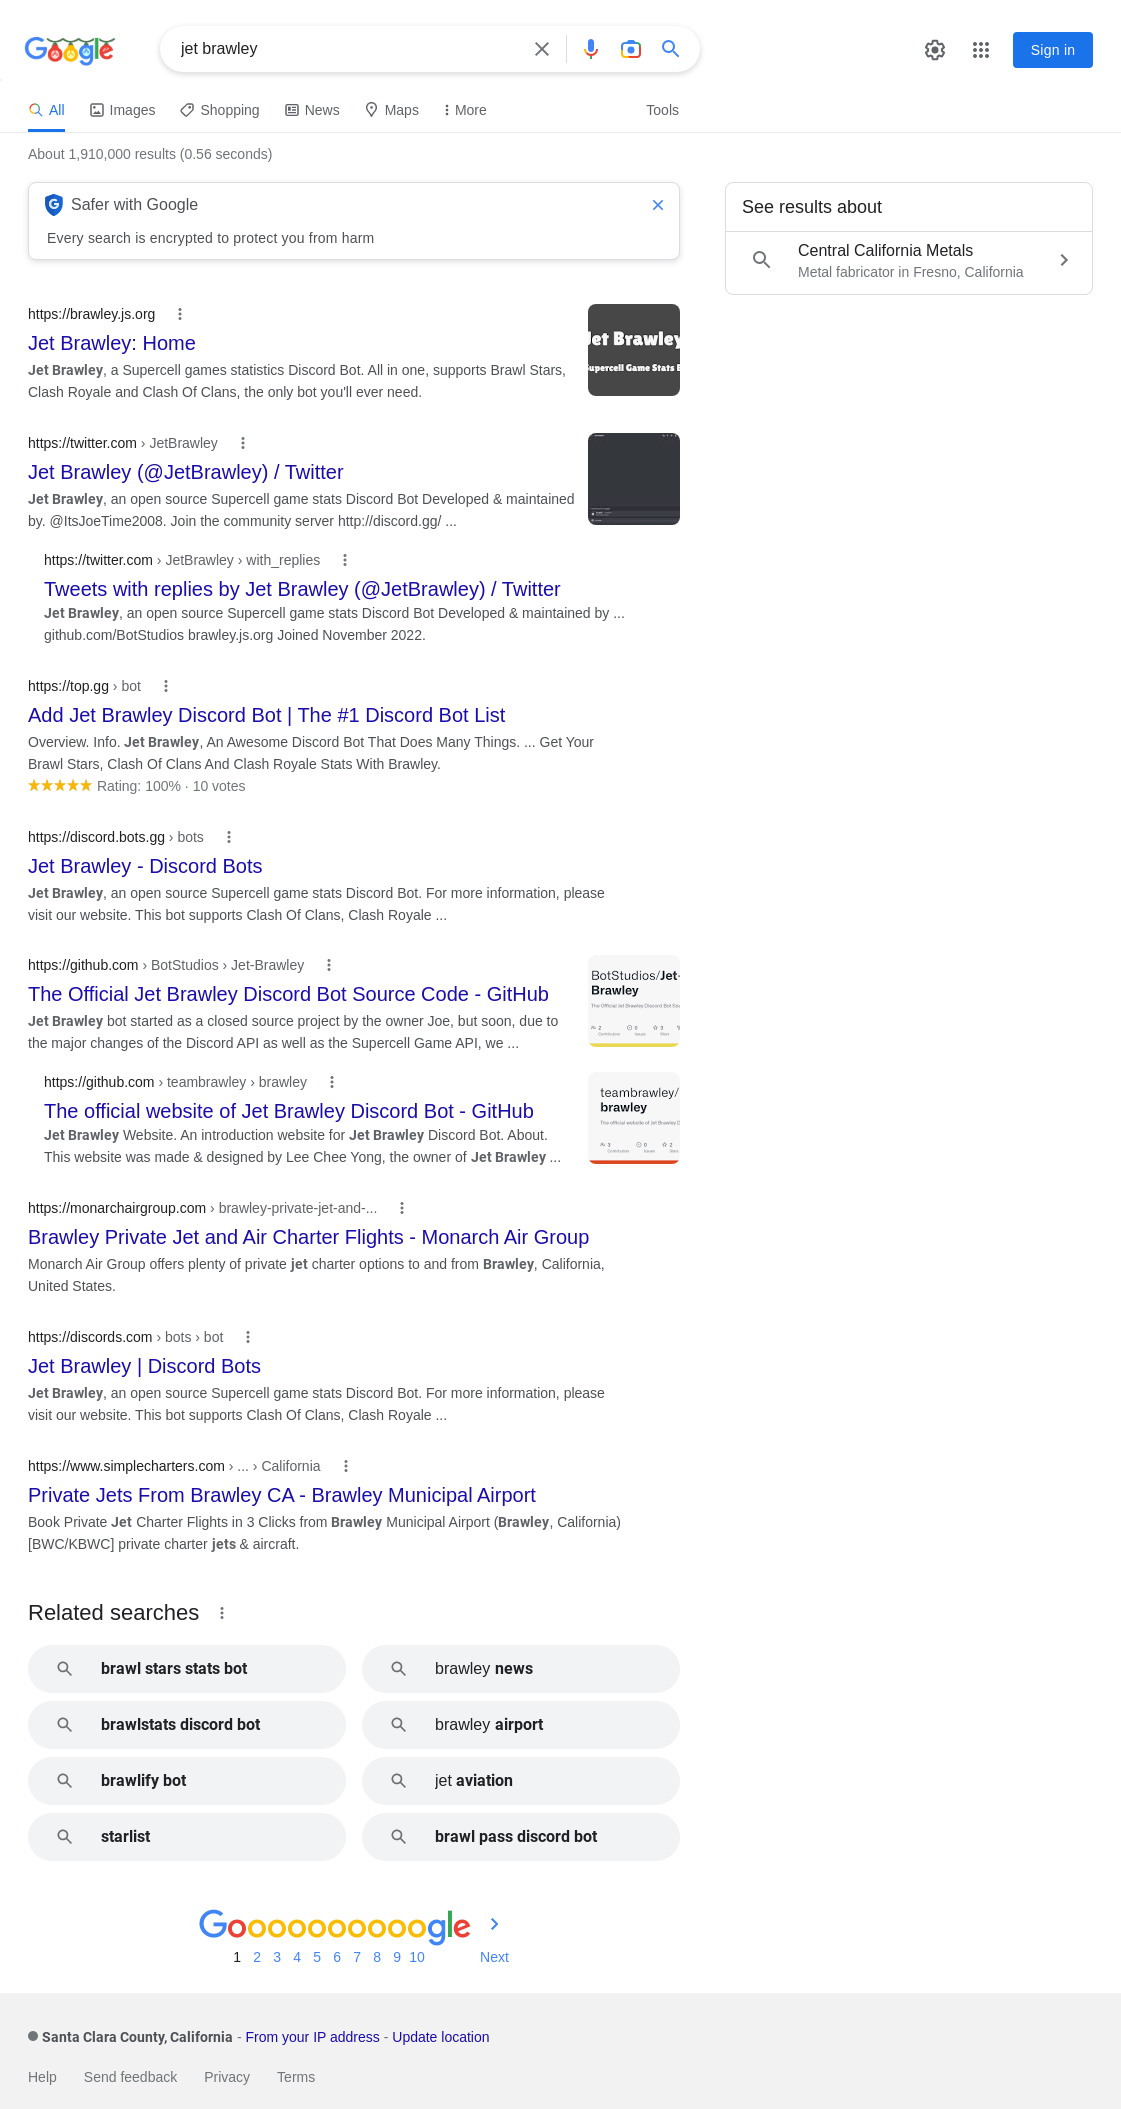 Google
jet brawley
Sign in
All
Images
Shopping
News
Maps
More
Tools
About 1,910,000 results (0.56 seconds)
Safer with Google
Every search is encrypted to protect you from harm
See results about
Central California Metals
Metal fabricator in Fresno, California
https://brawley.js.org
Jet Brawley: Home
Jet Brawley, a Supercell games statistics Discord Bot. All in one, supports Brawl Stars,
Clash Royale and Clash Of Clans, the only bot you'll ever need.
Jet Brawley
Supercell Game Stats
https://twitter.com › JetBrawley
Jet Brawley (@JetBrawley) / Twitter
Jet Brawley, an open source Supercell game stats Discord Bot Developed & maintained
by. @ItsJoeTime2008. Join the community server http://discord.gg/ ...
https://twitter.com › JetBrawley › with_replies
Tweets with replies by Jet Brawley (@JetBrawley) / Twitter
Jet Brawley, an open source Supercell game stats Discord Bot Developed & maintained by ...
github.com/BotStudios brawley.js.org Joined November 2022.
https://top.gg › bot
Add Jet Brawley Discord Bot | The #1 Discord Bot List
Overview. Info. Jet Brawley, An Awesome Discord Bot That Does Many Things. ... Get Your
Brawl Stars, Clash Of Clans And Clash Royale Stats With Brawley.
Rating: 100% · 10 votes
https://discord.bots.gg › bots
Jet Brawley - Discord Bots
Jet Brawley, an open source Supercell game stats Discord Bot. For more information, please
visit our website. This bot supports Clash Of Clans, Clash Royale ...
https://github.com › BotStudios › Jet-Brawley
The Official Jet Brawley Discord Bot Source Code - GitHub
Jet Brawley bot started as a closed source project by the owner Joe, but soon, due to
the major changes of the Discord API as well as the Supercell Game API, we ...
BotStudios/Jet-
Brawley
The Official Jet Brawley Discord Bot
2
0
3
Contributors
Issues
Stars
https://github.com › teambrawley › brawley
The official website of Jet Brawley Discord Bot - GitHub
Jet Brawley Website. An introduction website for Jet Brawley Discord Bot. About.
This website was made & designed by Lee Chee Yong, the owner of Jet Brawley ...
teambrawley/
brawley
The official website of Jet Brawley
3
0
2
Contributors
Issues
Stars
https://monarchairgroup.com › brawley-private-jet-and-...
Brawley Private Jet and Air Charter Flights - Monarch Air Group
Monarch Air Group offers plenty of private jet charter options to and from Brawley, California,
United States.
https://discords.com › bots › bot
Jet Brawley | Discord Bots
Jet Brawley, an open source Supercell game stats Discord Bot. For more information, please
visit our website. This bot supports Clash Of Clans, Clash Royale ...
https://www.simplecharters.com › ... › California
Private Jets From Brawley CA - Brawley Municipal Airport
Book Private Jet Charter Flights in 3 Clicks from Brawley Municipal Airport (Brawley, California)
[BWC/KBWC] private charter jets & aircraft.
Related searches
brawl stars stats bot
brawley news
brawlstats discord bot
brawley airport
brawlify bot
jet aviation
starlist
brawl pass discord bot
Goooooooooogle
1 2 3 4 5 6 7 8 9 10 Next
Santa Clara County, California - From your IP address - Update location
Help
Send feedback
Privacy
Terms